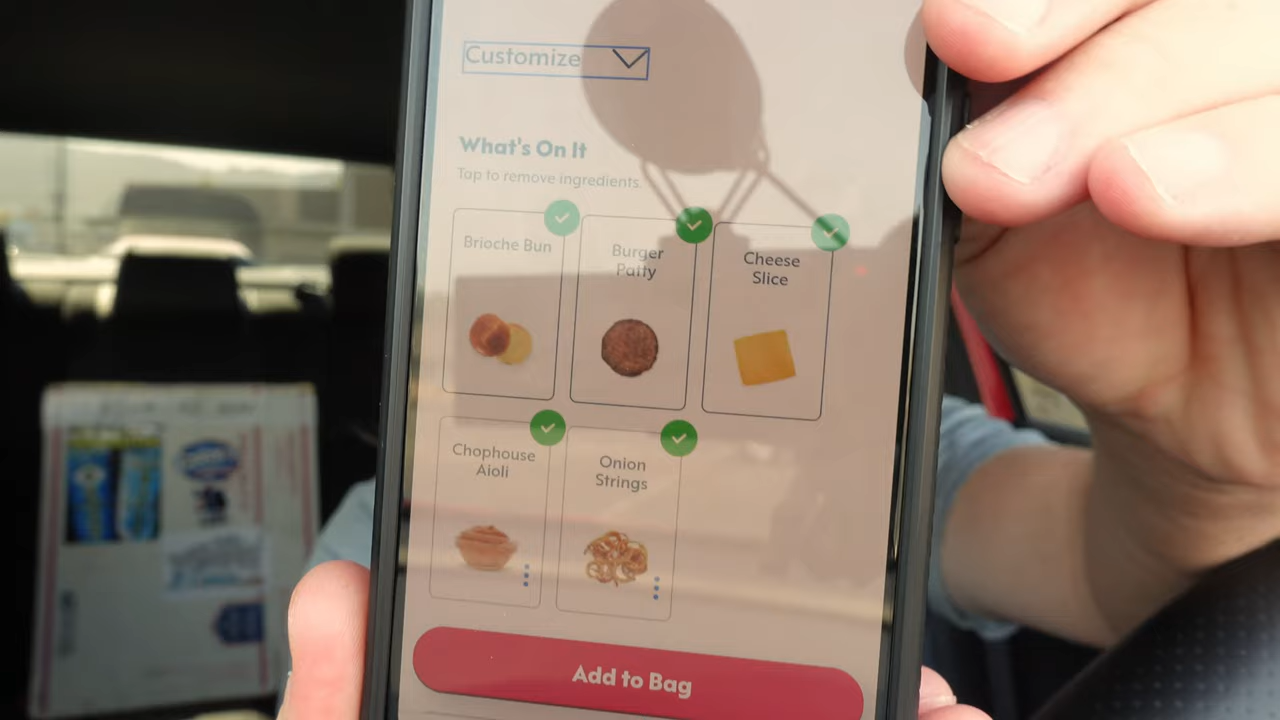 Customize
What's On It
Tap to remove ingredients.
Brioche Bun
Burger
Patty
Cheese
Slice
Chophouse
Aioli
Onion
Strings
Add to Bag